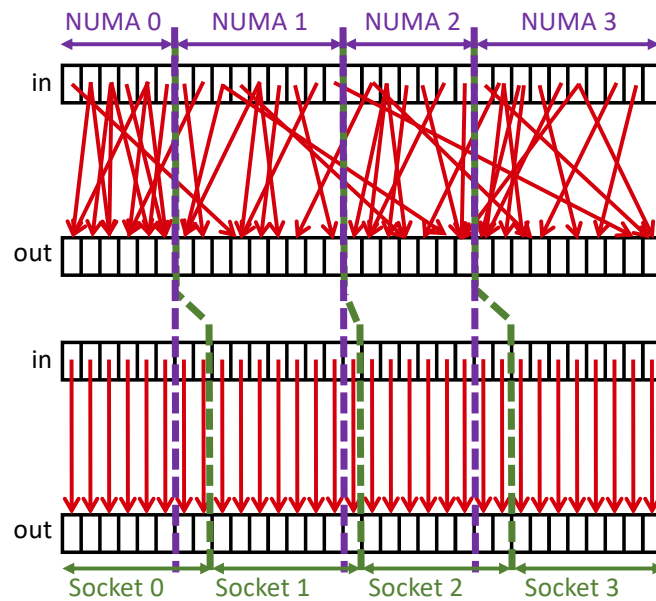 NUMA 0 NUMA 1 NUMA 2 NUMA 3
in
out
in
out
Socket 0 Socket 1 Socket 2 Socket 3